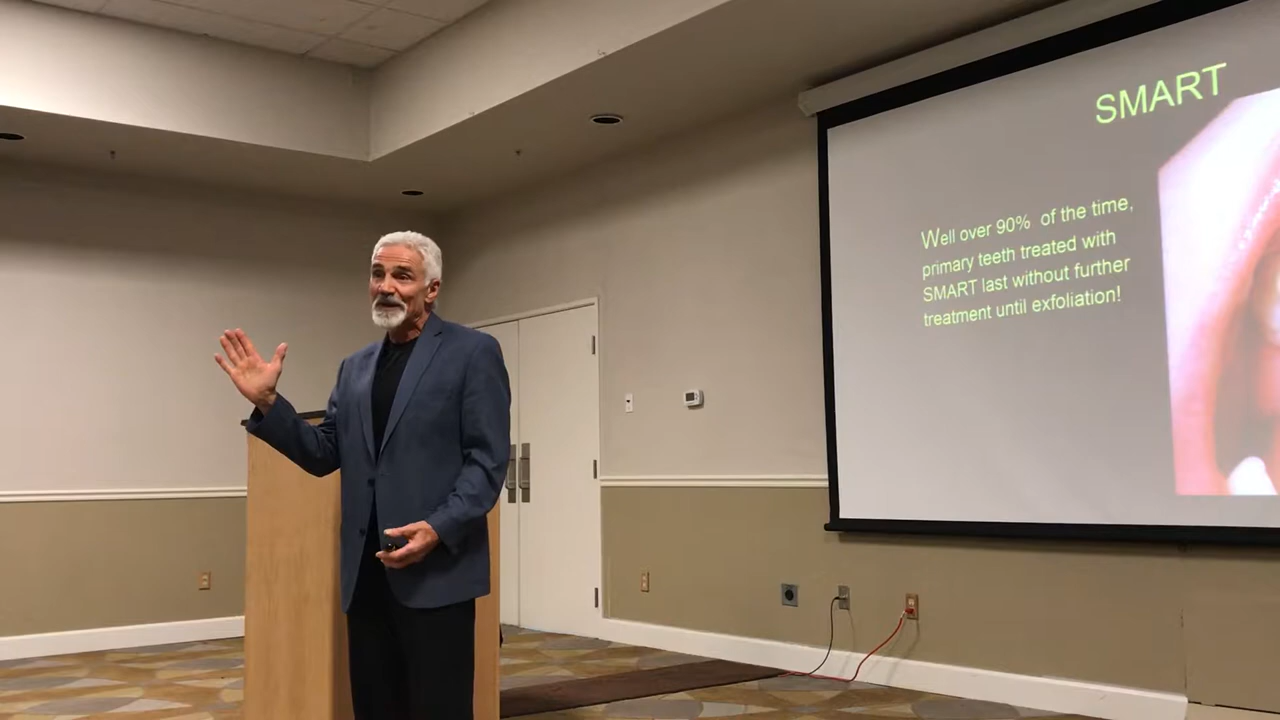 SMART
Well over 90% of the time,
primary teeth treated with
SMART last without further
treatment until exfoliation!